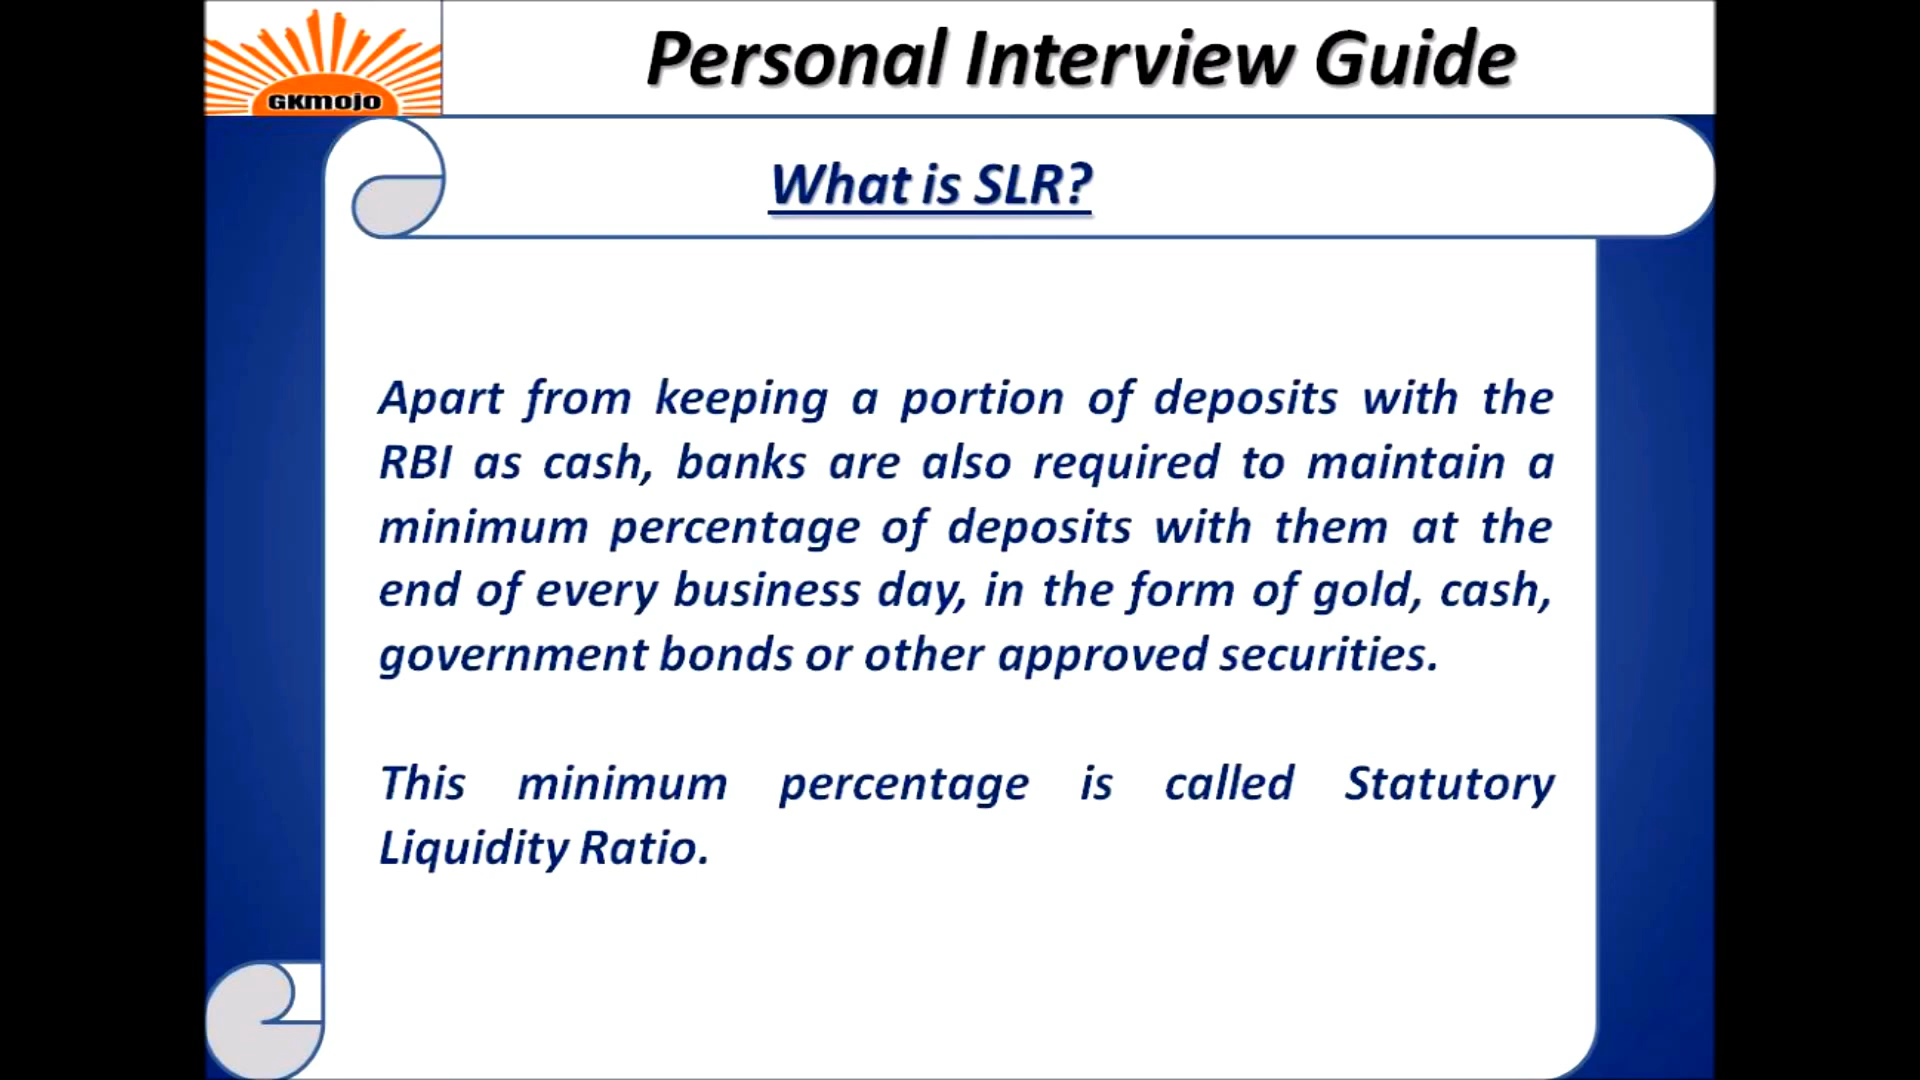 GKmojo
Personal Interview Guide
What is SLR?
Apart from keeping a portion of deposits with the
RBI as cash, banks are also required to maintain a
minimum percentage of deposits with them at the
end of every business day, in the form of gold, cash,
government bonds or other approved securities.
This minimum percentage is called Statutory
Liquidity Ratio.